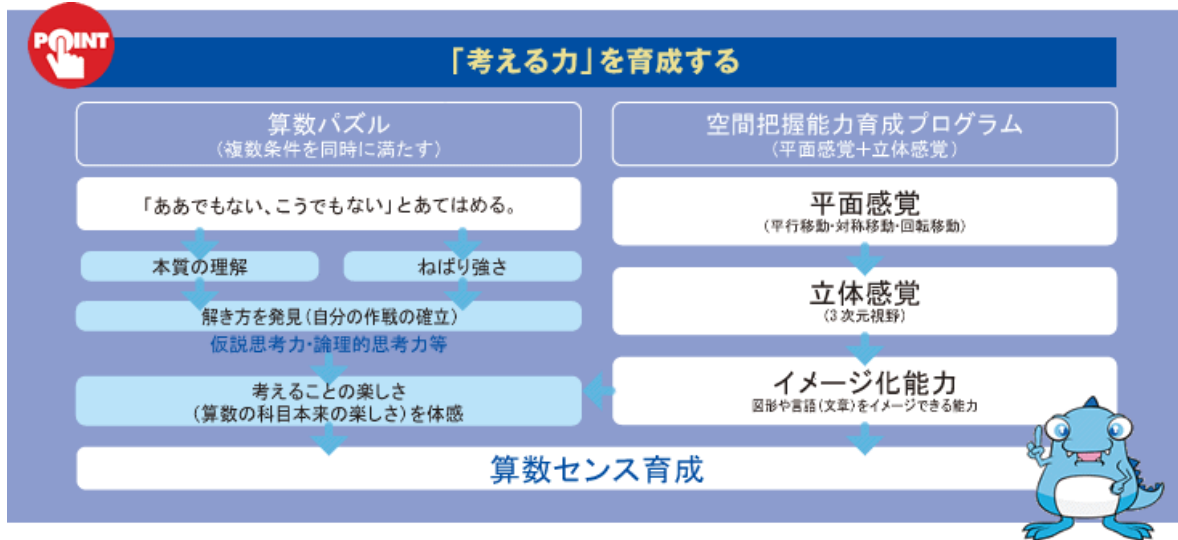 POINT
「考える力」を育成する
算数パズル
（複数条件を同時に満たす）
「ああでもない、こうでもない」とあてはめる。
本質の理解
ねばり強さ
解き方を発見（自分の作戦の確立）
仮説思考力・論理的思考力等
考えることの楽しさ
（算数の科目本来の楽しさ）を体感
空間把握能力育成プログラム
（平面感覚＋立体感覚）
平面感覚
（平行移動・対称移動・回転移動）
立体感覚
（3次元視野）
イメージ化能力
図形や言語（文章）をイメージできる能力
算数センス育成